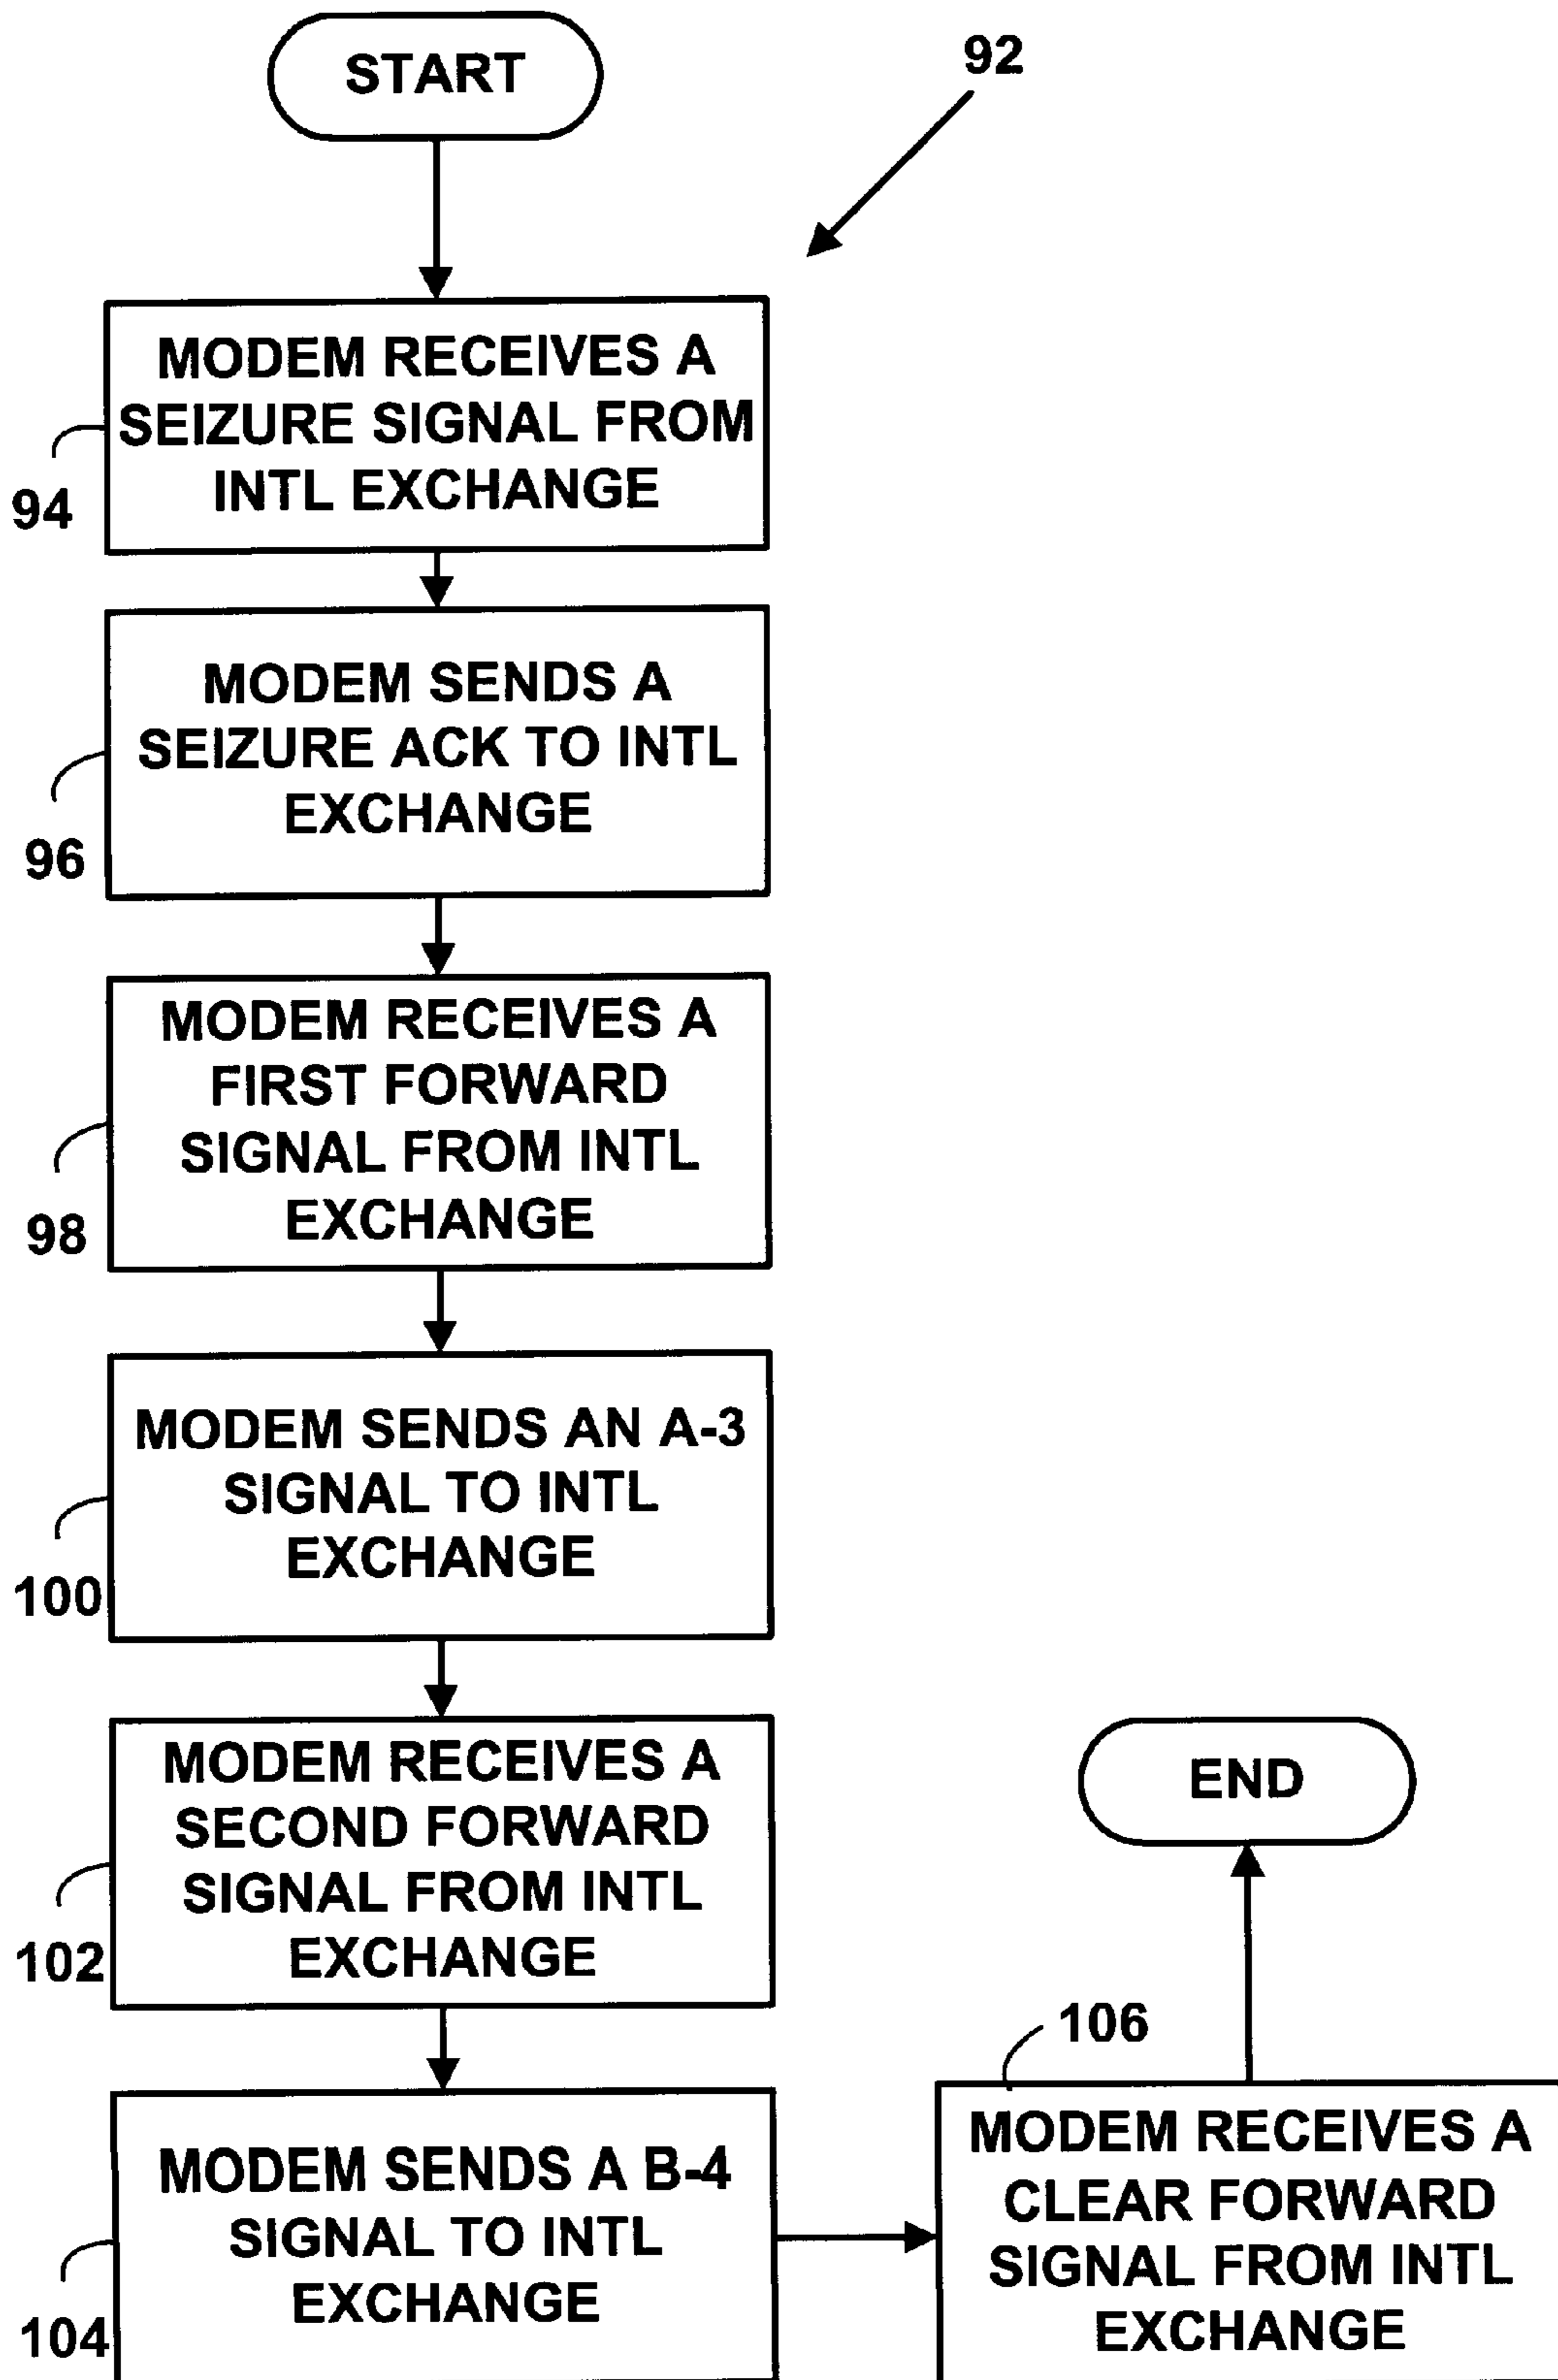 START
92
MODEM RECEIVES A
SEIZURE SIGNAL FROM
INTL EXCHANGE
94
MODEM SENDS A
SEIZURE ACK TO INTL
EXCHANGE
96
MODEM RECEIVES A
FIRST FORWARD
SIGNAL FROM INTL
EXCHANGE
98
MODEM SENDS AN A-3
SIGNAL TO INTL
EXCHANGE
100
MODEM RECEIVES A
SECOND FORWARD
SIGNAL FROM INTL
EXCHANGE
102
MODEM SENDS A B-4
SIGNAL TO INTL
EXCHANGE
104
106
MODEM RECEIVES A
CLEAR FORWARD
SIGNAL FROM INTL
EXCHANGE
END